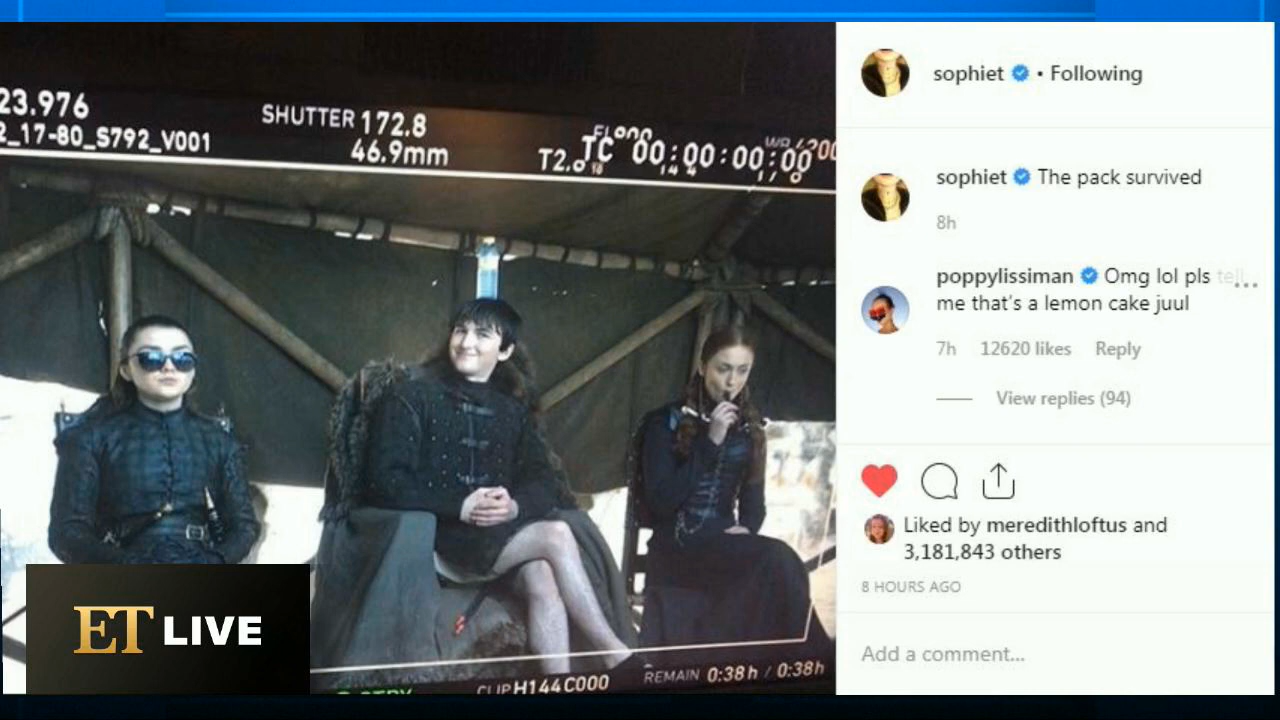 23.976
SHUTTER 172.8
2_17-80_S792_V001
46.9mm
T2.0
TC 00:00:00:00
sophiet • Following
sophiet The pack survived
8h
poppylissiman Omg lol pls tell...
me that's a lemon cake juul
7h 12620 likes Reply
View replies (94)
Liked by meredithloftus and
3,181,843 others
8 HOURS AGO
Add a comment...
ET LIVE
CLIP H144C000
REMAIN 0:38h / 0:38h